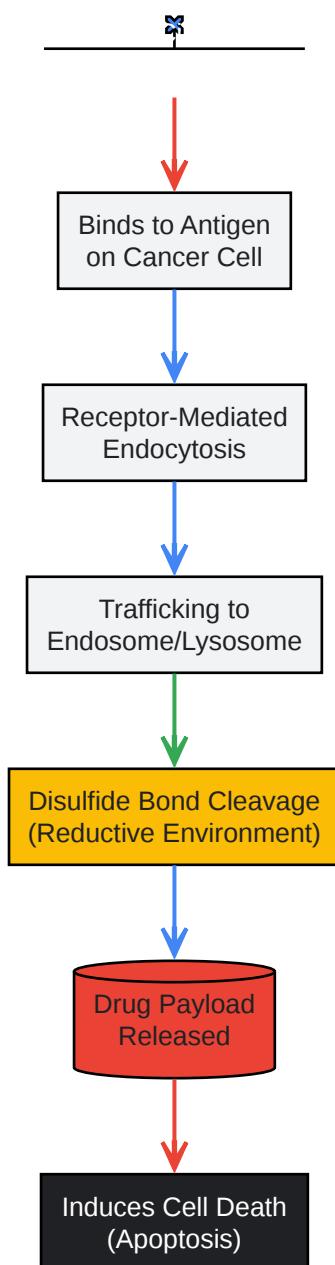 Binds to Antigen
on Cancer Cell
Receptor-Mediated
Endocytosis
Trafficking to
Endosome/Lysosome
Disulfide Bond Cleavage
(Reductive Environment)
Drug Payload
Released
Induces Cell Death
(Apoptosis)